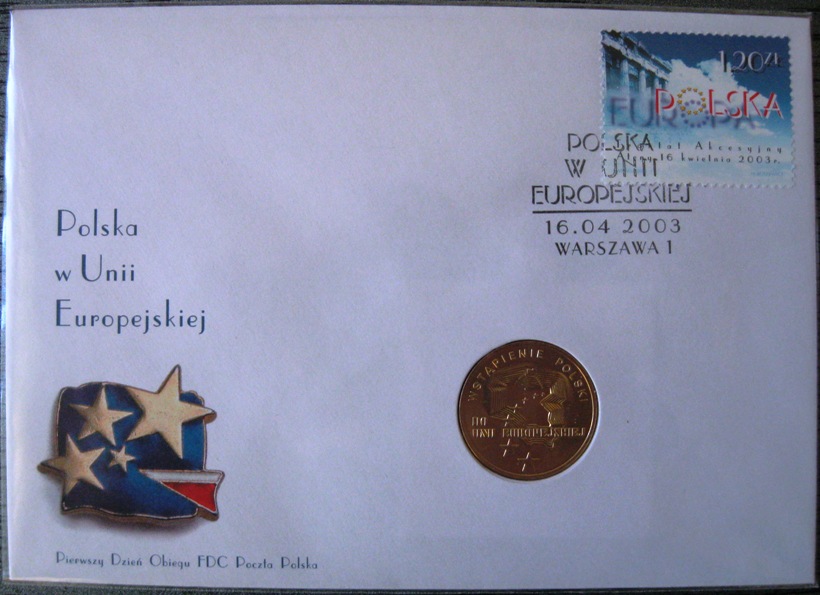 1,20 zł
POLSKA
EUROPA
Akcesyjny
Ateny 16 kwietnia 2003 r.
POLSKA
W UNII
EUROPEJSKIEJ
16.04 2003
WARSZAWA 1
Polska
w Unii
Europejskiej
WSTĄPIENIE POLSKI
DO
UNII EUROPEJSKIEJ
Pierwszy Dzień Obiegu FDC Poczta Polska